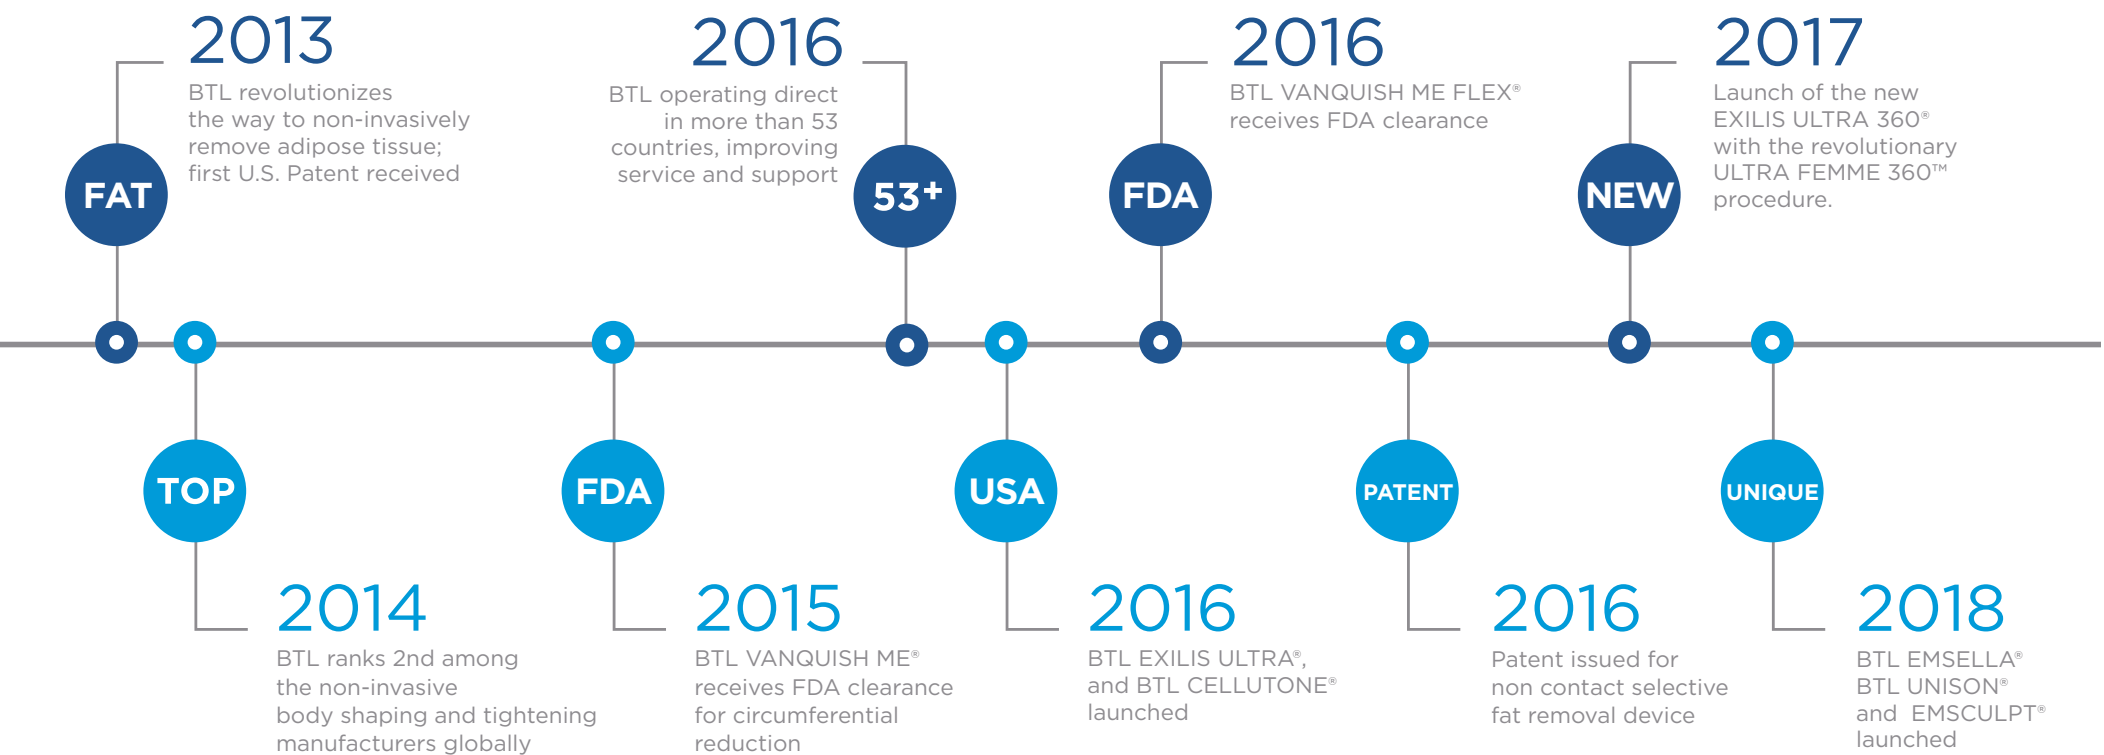 2013
BTL revolutionizes
the way to non-invasively
remove adipose tissue;
first U.S. Patent received
FAT
2016
BTL operating direct
in more than 53
countries, improving
service and support
53+
2016
BTL VANQUISH ME FLEX®
receives FDA clearance
FDA
2017
Launch of the new
EXILIS ULTRA 360®
with the revolutionary
ULTRA FEMME 360™
procedure.
NEW
TOP
2014
BTL ranks 2nd among
the non-invasive
body shaping and tightening
manufacturers globally
FDA
2015
BTL VANQUISH ME®
receives FDA clearance
for circumferential
reduction
USA
2016
BTL EXILIS ULTRA®,
and BTL CELLUTONE®
launched
PATENT
2016
Patent issued for
non contact selective
fat removal device
UNIQUE
2018
BTL EMSELLA®
BTL UNISON®
and EMSCULPT®
launched